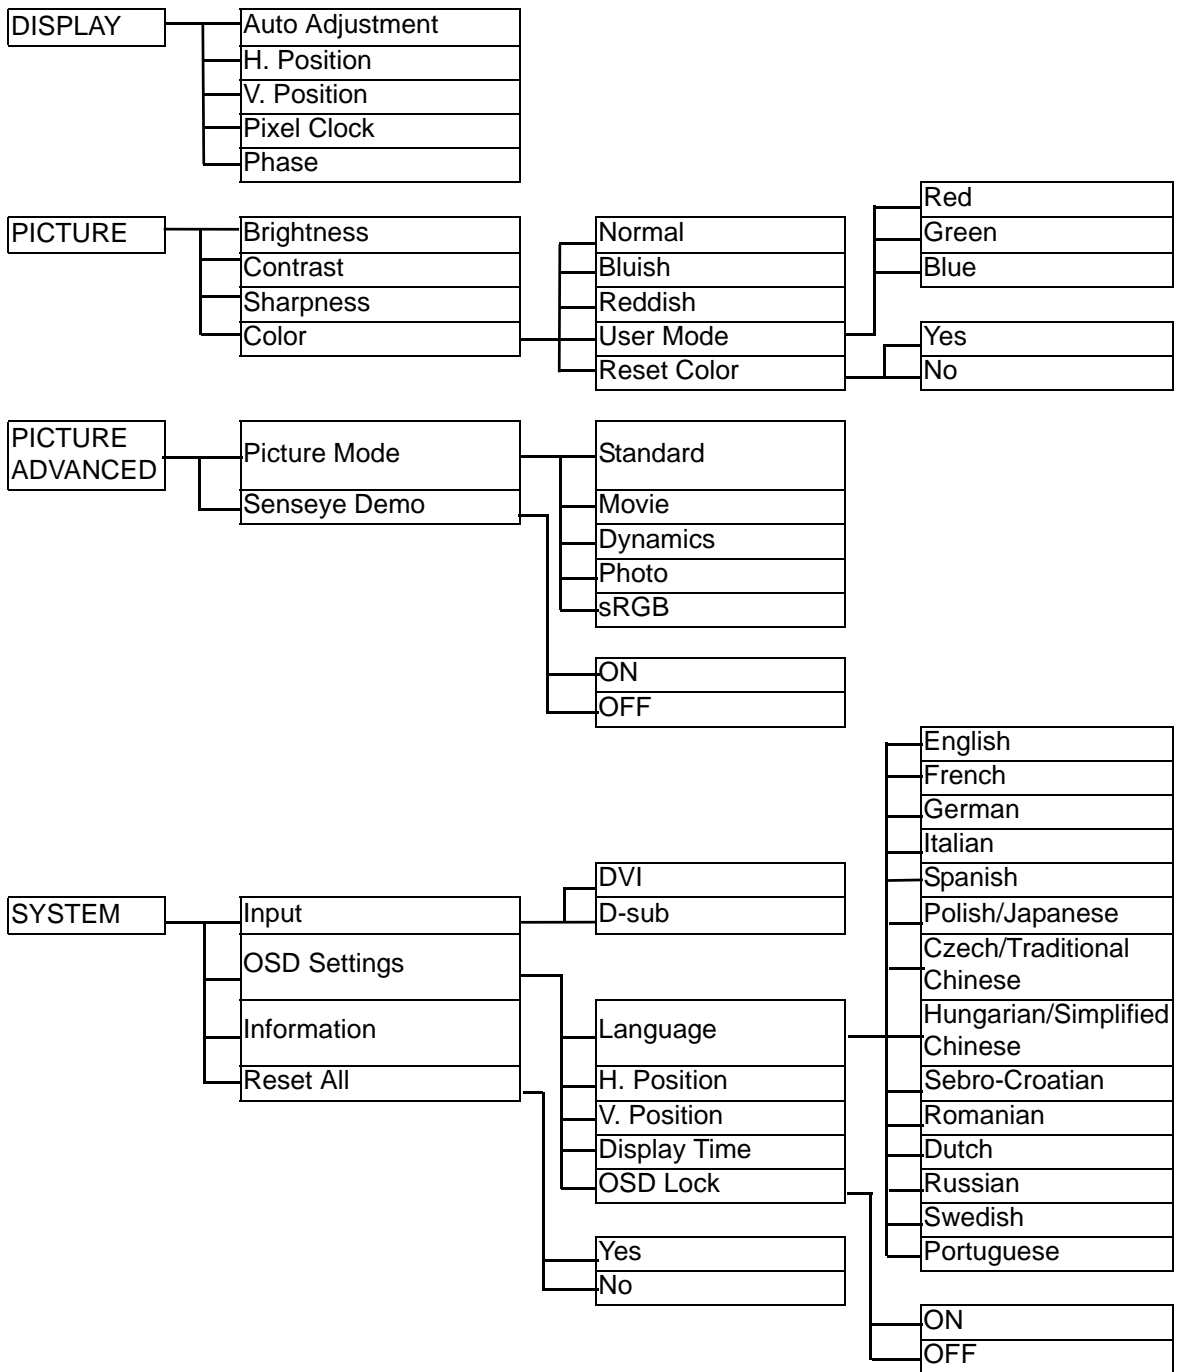 DISPLAY
Auto Adjustment
H. Position
V. Position
Pixel Clock
Phase
PICTURE
Brightness
Contrast
Sharpness
Color
Normal
Bluish
Reddish
User Mode
Reset Color
Red
Green
Blue
Yes
No
PICTURE
ADVANCED
Picture Mode
Senseye Demo
Standard
Movie
Dynamics
Photo
sRGB
ON
OFF
SYSTEM
Input
OSD Settings
Information
Reset All
DVI
D-sub
Language
H. Position
V. Position
Display Time
OSD Lock
Yes
No
English
French
German
Italian
Spanish
Polish/Japanese
Czech/Traditional
Chinese
Hungarian/Simplified
Chinese
Sebro-Croatian
Romanian
Dutch
Russian
Swedish
Portuguese
ON
OFF